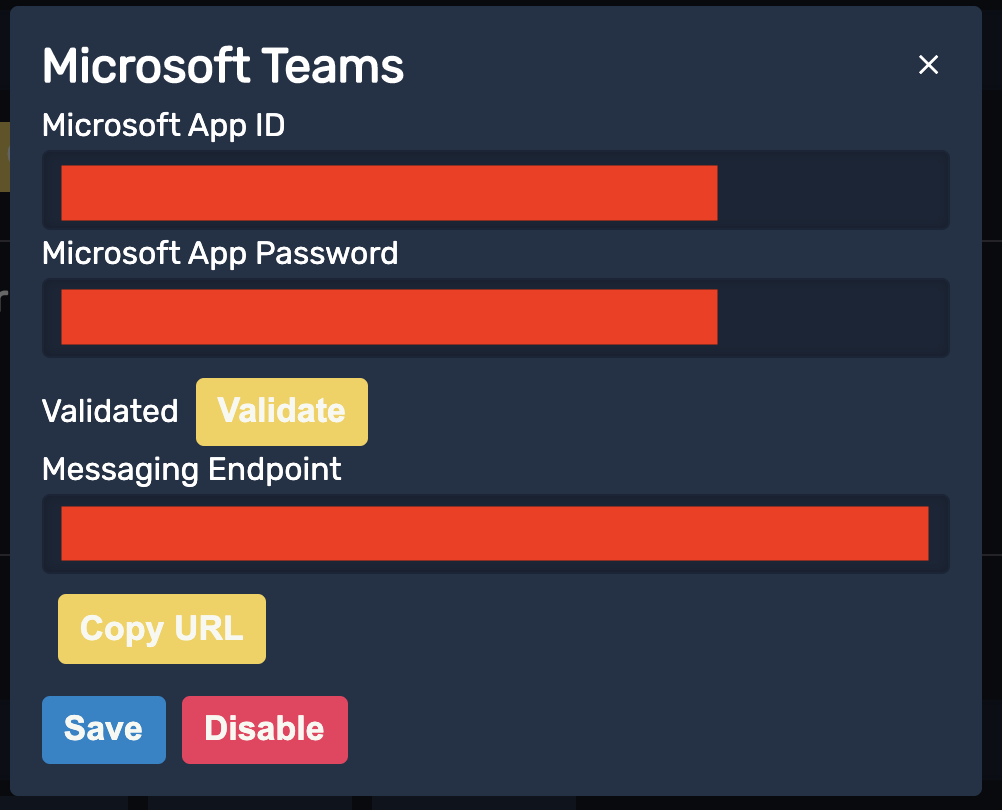 Microsoft Teams
Microsoft App ID
Microsoft App Password
Validated Validate
Messaging Endpoint
Copy URL
Save Disable